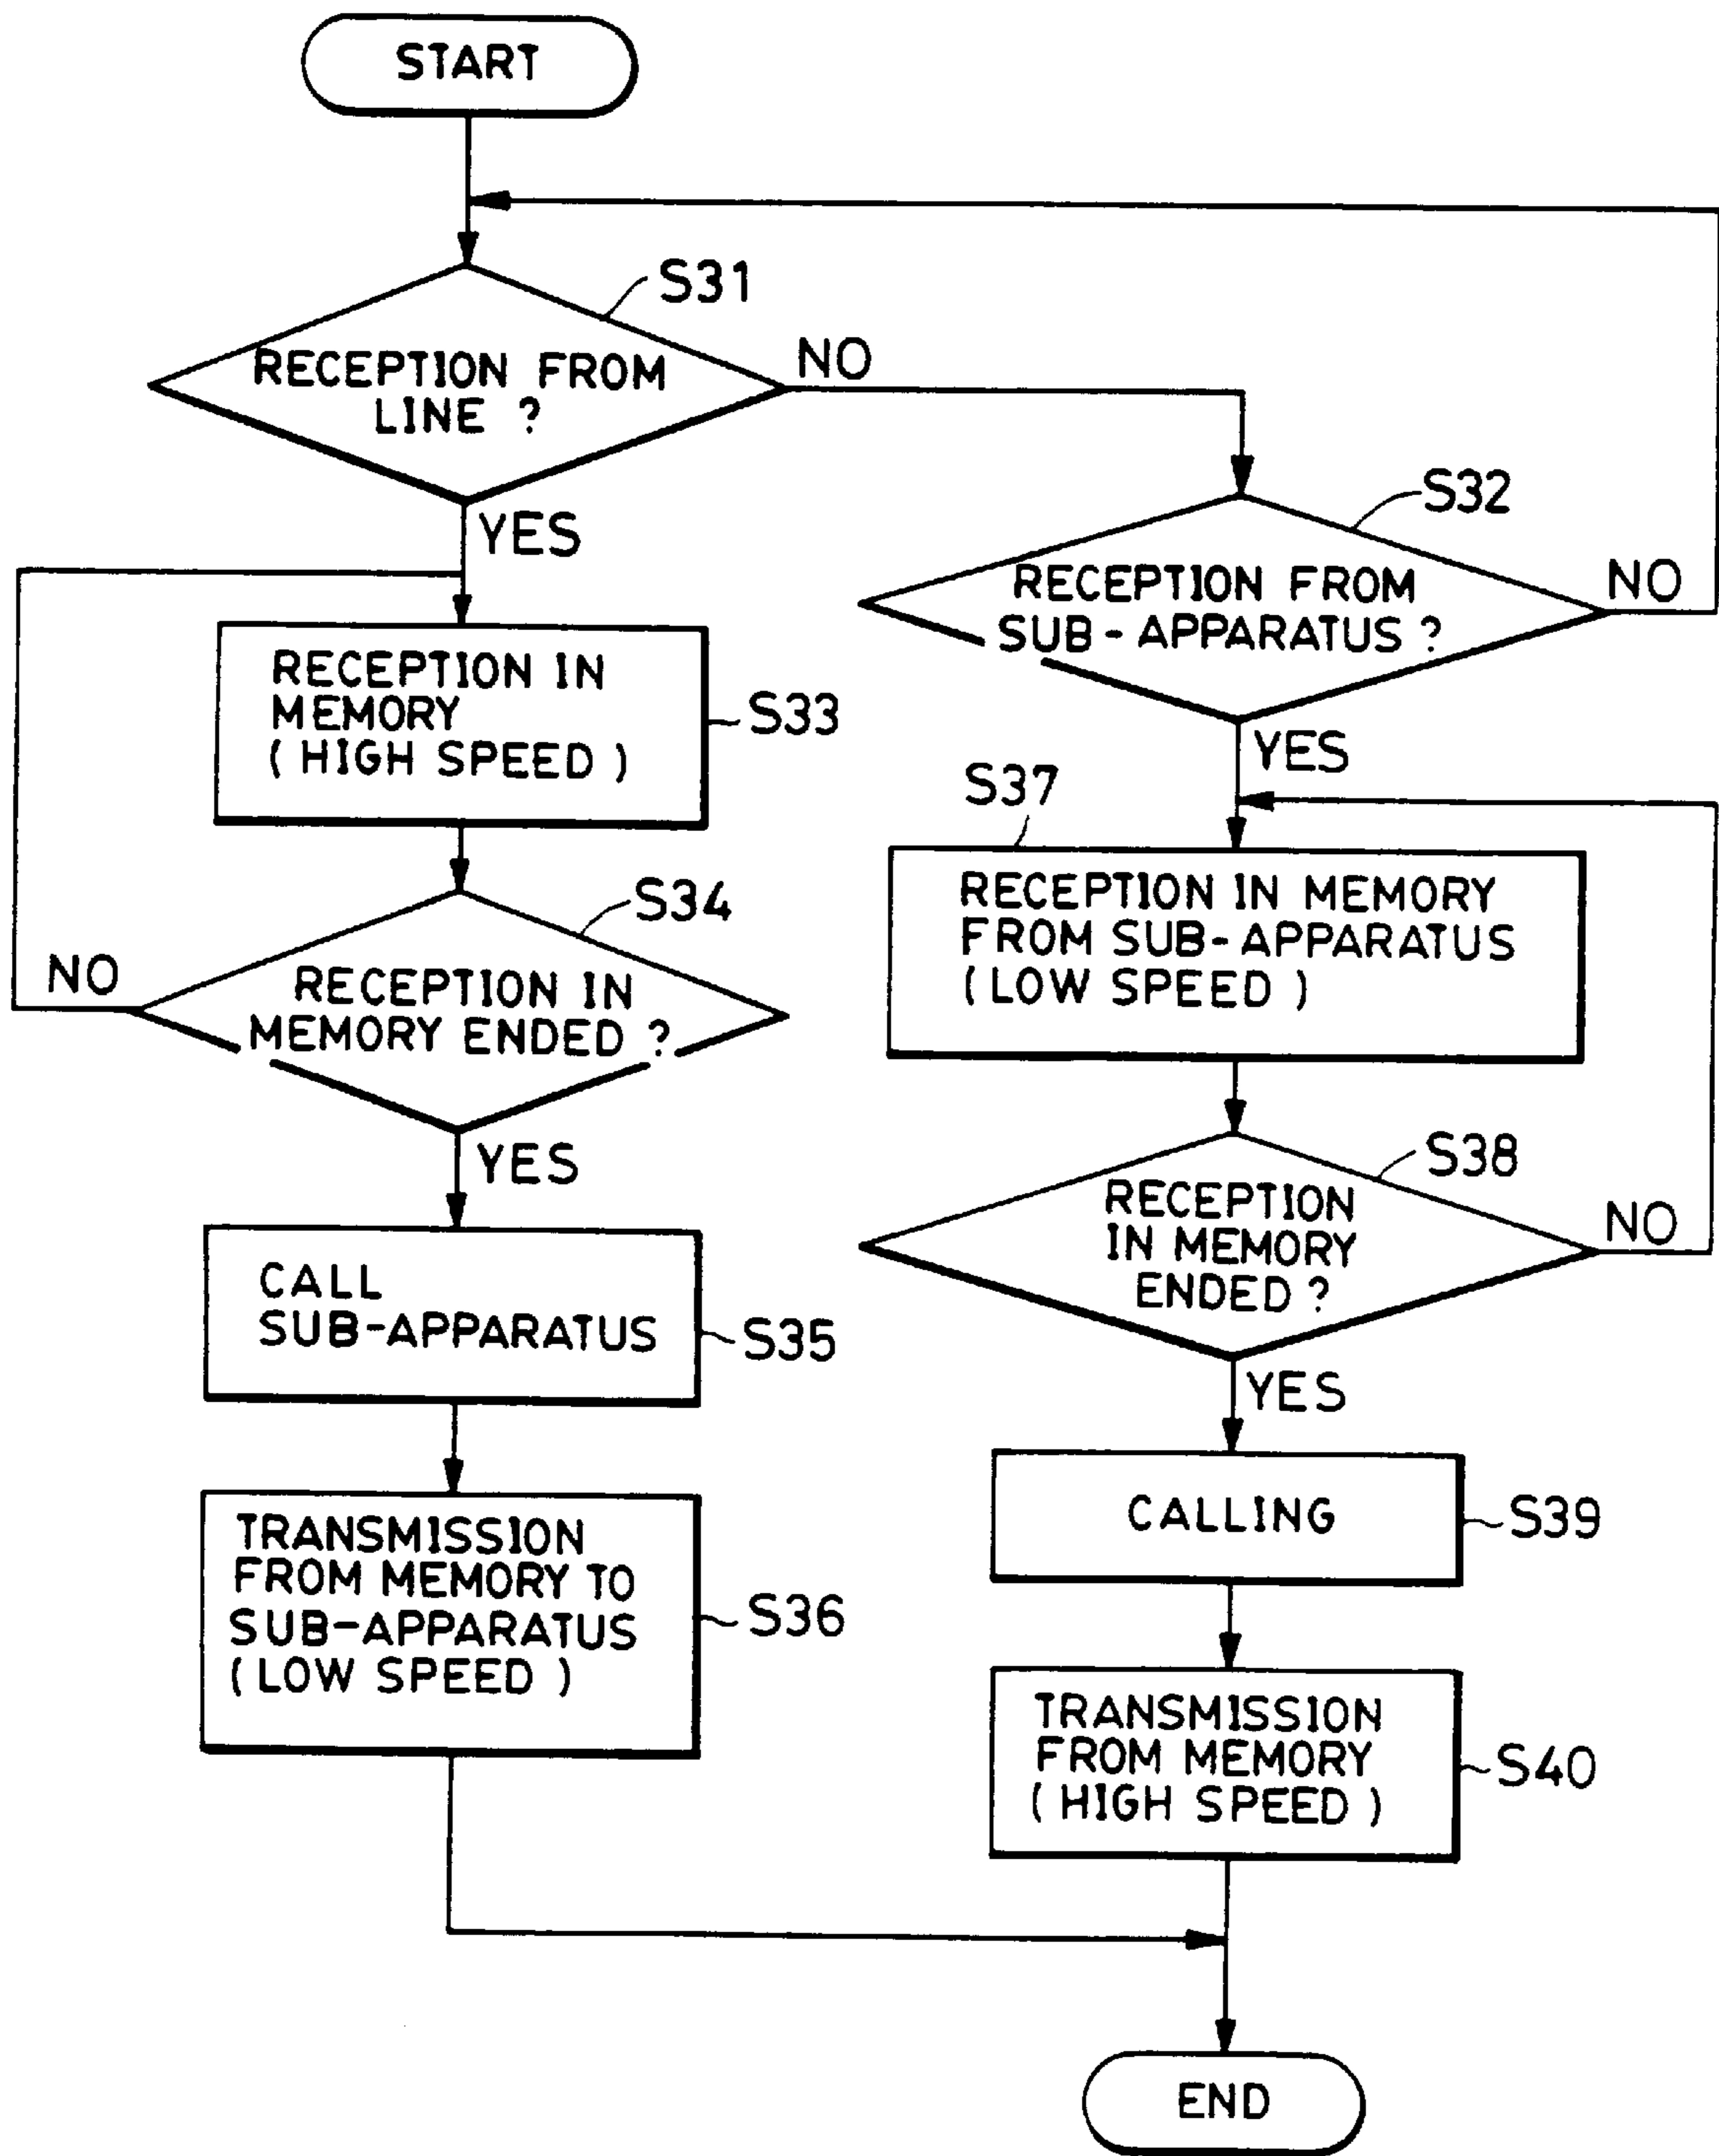 START
S31
RECEPTION FROM
LINE ?
NO
YES
S32
RECEPTION FROM
SUB-APPARATUS ?
NO
YES
RECEPTION IN
MEMORY
(HIGH SPEED)
S33
S34
RECEPTION IN
MEMORY ENDED ?
NO
YES
CALL
SUB-APPARATUS
S35
TRANSMISSION
FROM MEMORY TO
SUB-APPARATUS
(LOW SPEED)
S36
S37
RECEPTION IN MEMORY
FROM SUB-APPARATUS
(LOW SPEED)
S38
RECEPTION
IN MEMORY
ENDED ?
NO
YES
CALLING
S39
TRANSMISSION
FROM MEMORY
(HIGH SPEED)
S40
END